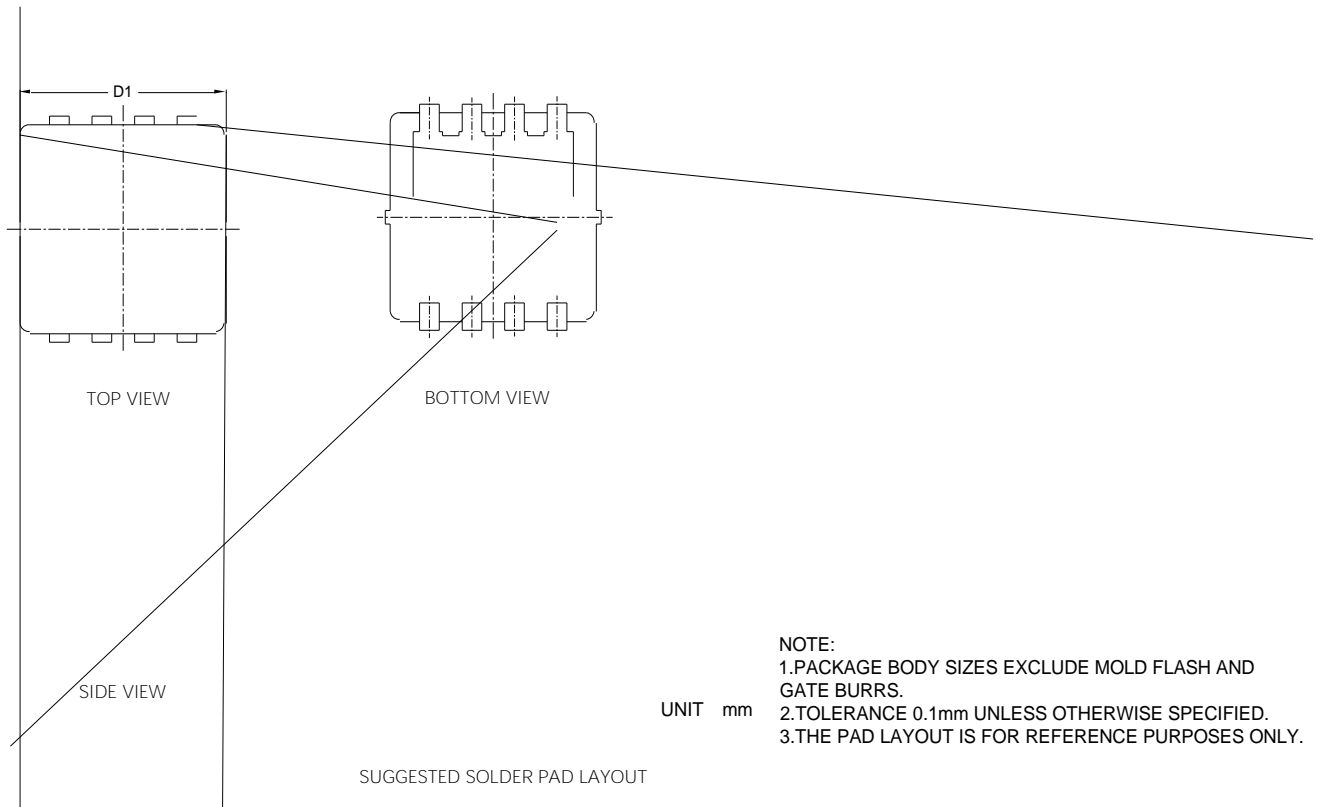 D1
TOP VIEW
BOTTOM VIEW
SIDE VIEW
UNIT mm
NOTE:
1.PACKAGE BODY SIZES EXCLUDE MOLD FLASH AND
GATE BURRS.
2.TOLERANCE 0.1mm UNLESS OTHERWISE SPECIFIED.
3.THE PAD LAYOUT IS FOR REFERENCE PURPOSES ONLY.
SUGGESTED SOLDER PAD LAYOUT